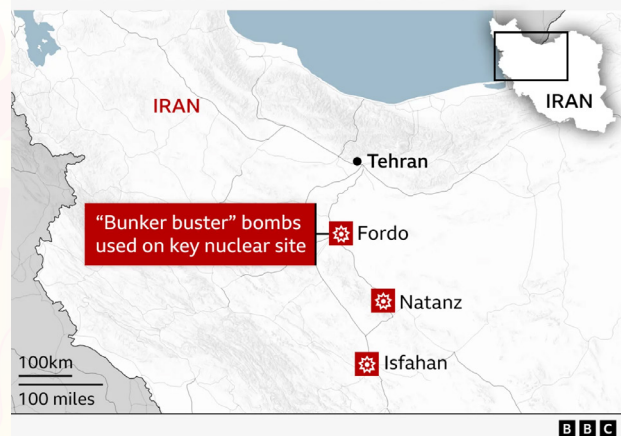 IRAN
IRAN
Tehran
“Bunker buster” bombs
used on key nuclear site
Fordo
Natanz
Isfahan
100km
100 miles
BBC